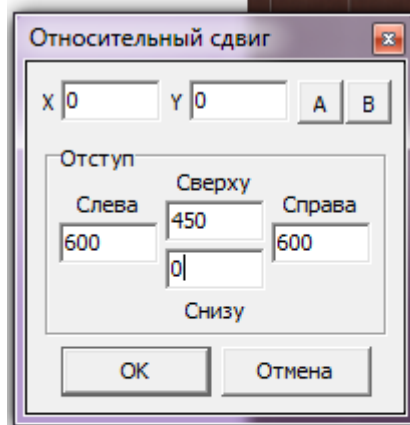 Относительный сдвиг
X 0 Y 0 A B
Отступ
Сверху
Слева 450 Справа
600 0 600
Снизу
OK Отмена